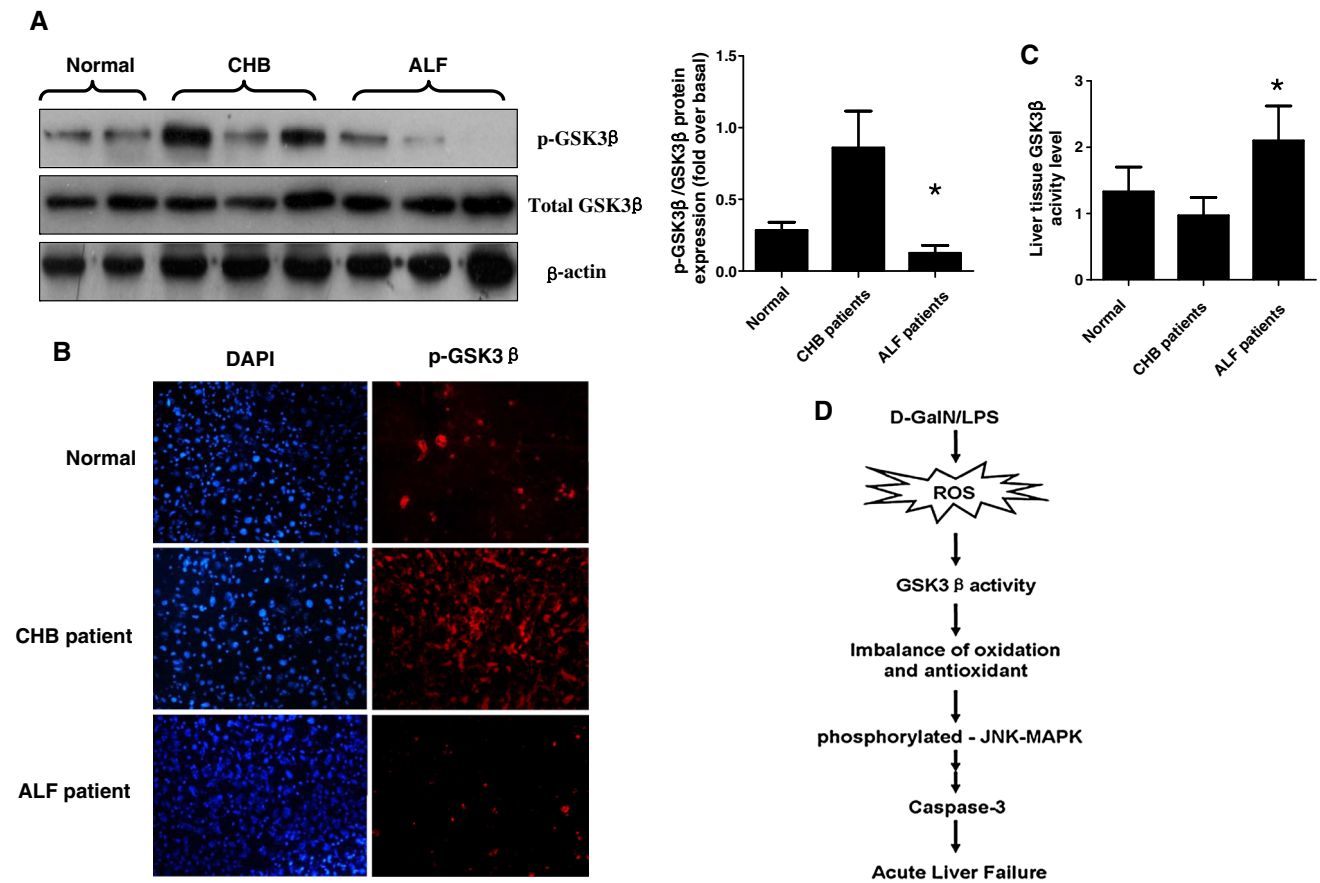 A
Normal CHB ALF
p-GSK3β
Total GSK3β
β-actin
p-GSK3β/GSK3β protein
expression (fold over basal)
1.5
1.0
0.5
0.0
*
Normal
CHB patients
ALF patients
C
Liver tissue GSK3β
acivity level
3
2
1
0
*
Normal
CHB patients
ALF patients
B
DAPI p-GSK3 β
Normal
CHB patient
ALF patient
D
D-GalN/LPS
ROS
GSK3 β activity
Imbalance of oxidation
and antioxidant
phosphorylated - JNK-MAPK
Caspase-3
Acute Liver Failure